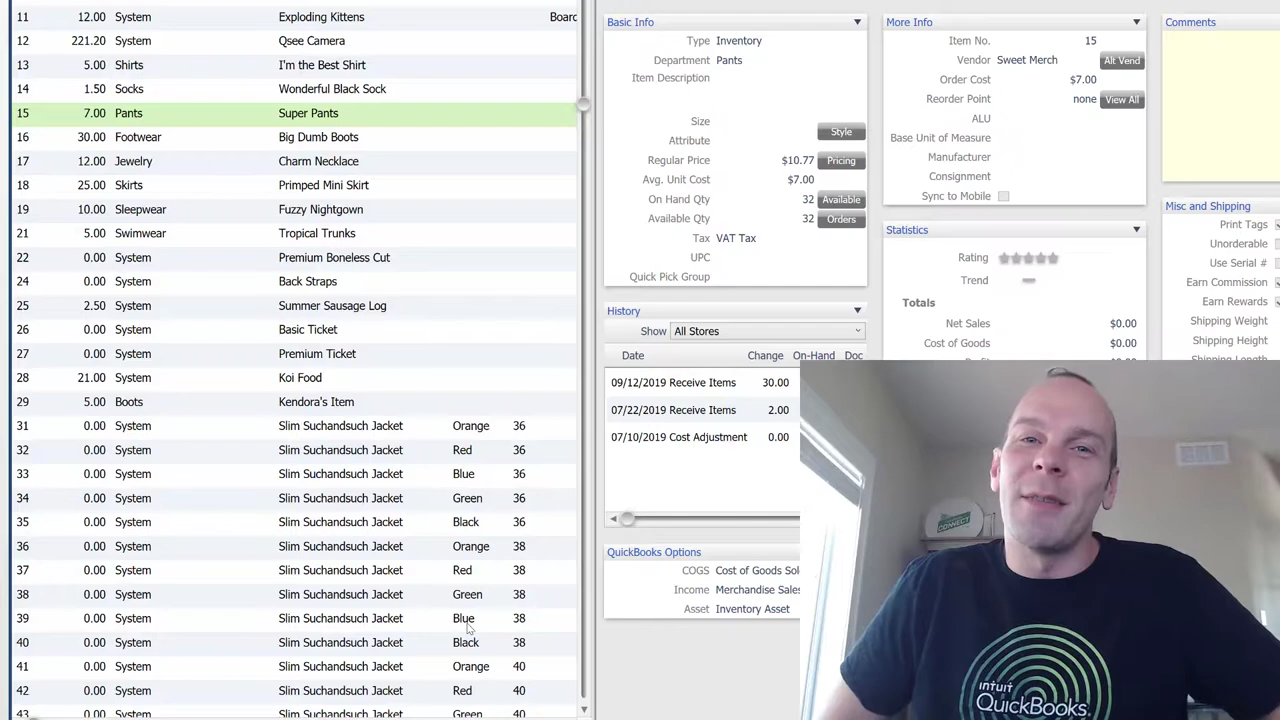 11 12.00 System Exploding Kittens Board
12 221.20 System Qsee Camera
13 5.00 Shirts I'm the Best Shirt
14 1.50 Socks Wonderful Black Sock
15 7.00 Pants Super Pants
16 30.00 Footwear Big Dumb Boots
17 12.00 Jewelry Charm Necklace
18 25.00 Skirts Primped Mini Skirt
19 10.00 Sleepwear Fuzzy Nightgown
21 5.00 Swimwear Tropical Trunks
22 0.00 System Premium Boneless Cut
24 0.00 System Back Straps
25 2.50 System Summer Sausage Log
26 0.00 System Basic Ticket
27 0.00 System Premium Ticket
28 21.00 System Koi Food
29 5.00 Boots Kendora's Item
31 0.00 System Slim Suchandsuch Jacket Orange 36
32 0.00 System Slim Suchandsuch Jacket Red 36
33 0.00 System Slim Suchandsuch Jacket Blue 36
34 0.00 System Slim Suchandsuch Jacket Green 36
35 0.00 System Slim Suchandsuch Jacket Black 36
36 0.00 System Slim Suchandsuch Jacket Orange 38
37 0.00 System Slim Suchandsuch Jacket Red 38
38 0.00 System Slim Suchandsuch Jacket Green 38
39 0.00 System Slim Suchandsuch Jacket Blue 38
40 0.00 System Slim Suchandsuch Jacket Black 38
41 0.00 System Slim Suchandsuch Jacket Orange 40
42 0.00 System Slim Suchandsuch Jacket Red 40
43 0.00 System Slim Suchandsuch Jacket Green 40
Basic Info
Type Inventory
Department Pants
Item Description
Size
Style
Attribute
Regular Price $10.77 Pricing
Avg. Unit Cost $7.00
On Hand Qty 32 Available
Available Qty 32 Orders
Tax VAT Tax
UPC
Quick Pick Group
History
Show All Stores
Date Change On-Hand Doc
09/12/2019 Receive Items 30.00
07/22/2019 Receive Items 2.00
07/10/2019 Cost Adjustment 0.00
QuickBooks Options
COGS Cost of Goods Sol
Income Merchandise Sales
Asset Inventory Asset
More Info
Item No. 15
Vendor Sweet Merch Alt Vend
Order Cost $7.00
Reorder Point none View All
ALU
Base Unit of Measure
Manufacturer
Consignment
Sync to Mobile
Statistics
Rating
Trend
Totals
Net Sales $0.00
Cost of Goods $0.00
Comments
Misc and Shipping
Print Tags
Unorderable
Use Serial #
Earn Commission
Earn Rewards
Shipping Weight
Shipping Height
Shipping Length
CONNECT
INTUIT
QuickBooks.